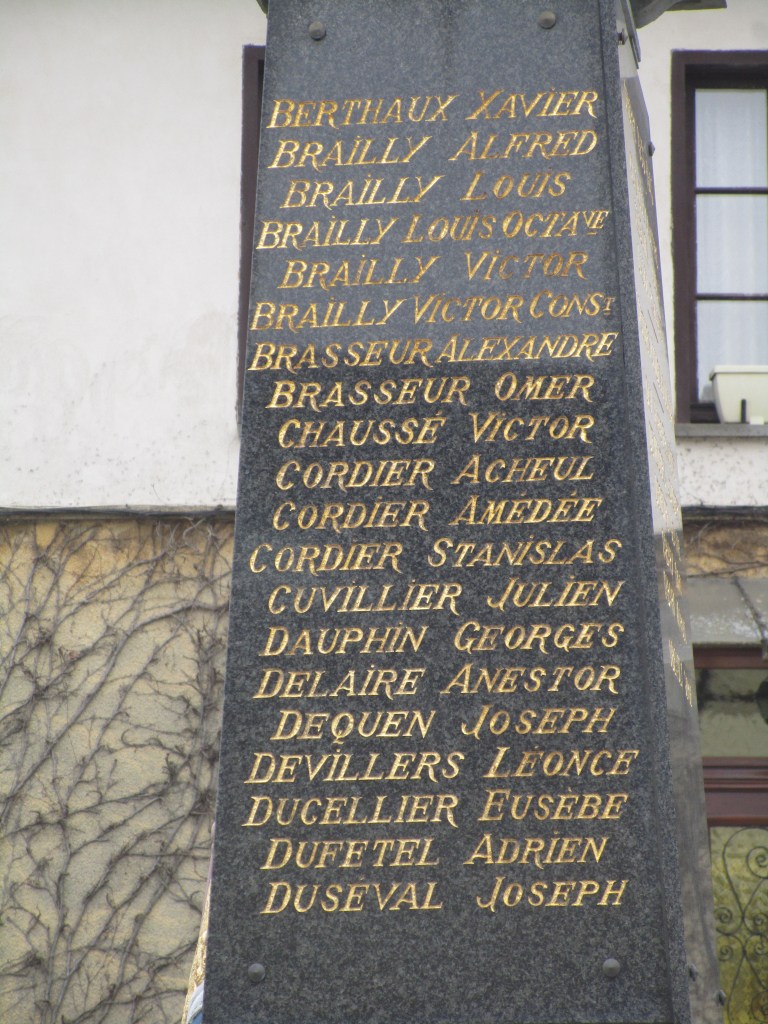 BERTHAUX XAVIER
BRAILLY ALFRED
BRAILLY LOUIS
BRAILLY LOUIS OCTAVE
BRAILLY VICTOR
BRAILLY VICTOR CONST
BRASSEUR ALEXANDRE
BRASSEUR OMER
CHAUSSÉ VICTOR
CORDIER ACHEUL
CORDIER AMÉDÉE
CORDIER STANISLAS
CUVILLIER JULIEN
DAUPHIN GEORGES
DELAIRE ANESTOR
DEQUEN JOSEPH
DEVILLERS LÉONCE
DUCELLIER EUSÈBE
DUFETEL ADRIEN
DUSÉVAL JOSEPH